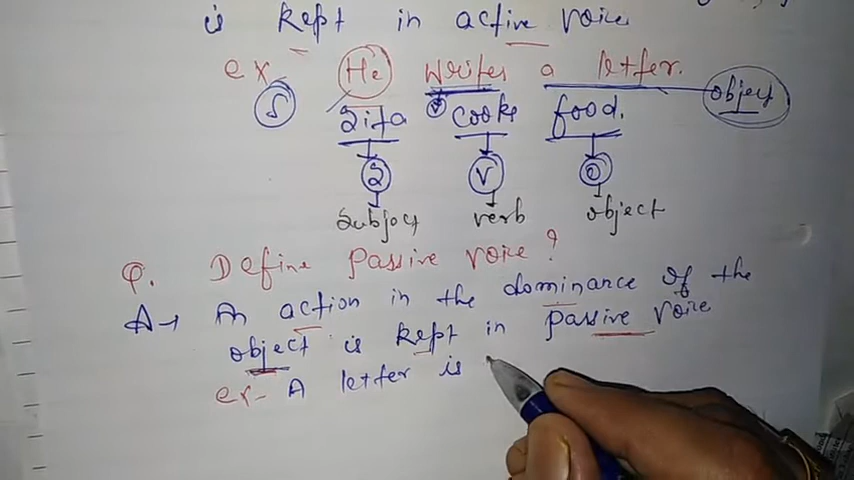 is kept in active voice.
ex- He writes a letter.
S V object
Sita cooks food.
S V O
subject verb object
Q. Define Passive Voice?
A→ An action in the dominance of the
object is kept in passive voice
ex- A letter is